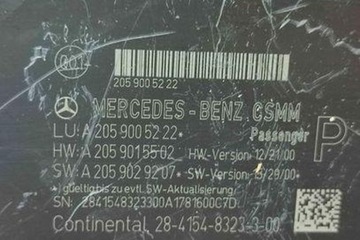 001
205 900 52 22
MERCEDES-BENZ CSMM
LU: A 205 900 52 22* Passenger P
HW: A 205 901 55 02 HW-Version: 12/21/00
SW: A 205 902 92 07* SW-Version: /29/00
*) gueltig bis zu evtl. SW-Aktualisierung
SN: 2841548323300A1781600C7D
Continental 28-4154-8323-3-00